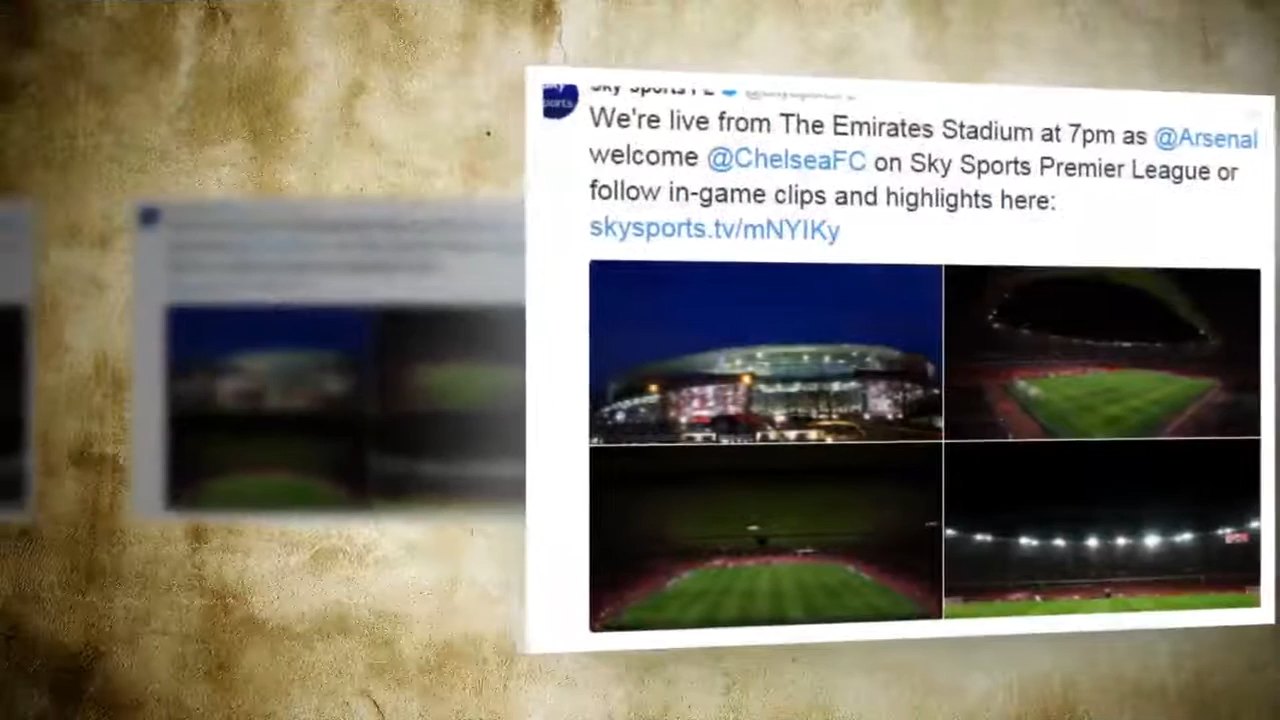 We're live from The Emirates Stadium at 7pm as @Arsenal
welcome @ChelseaFC on Sky Sports Premier League or
follow in-game clips and highlights here:
skysports.tv/mNYIKy